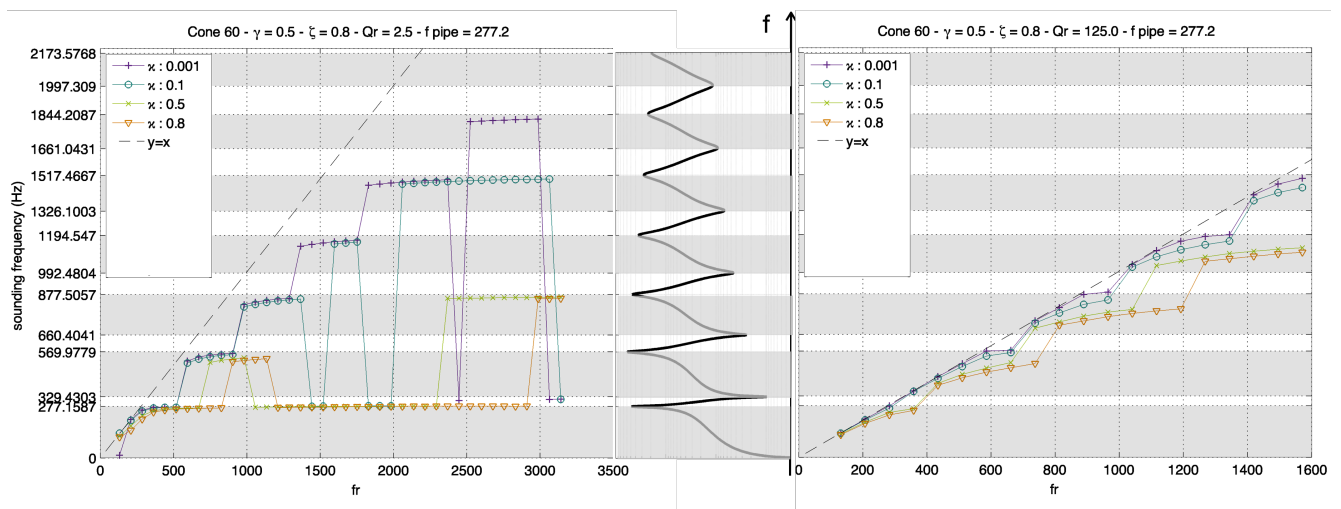 Cone 60 - γ = 0.5 - ζ = 0.8 - Qr = 2.5 - f pipe = 277.2
f
Cone 60 - γ = 0.5 - ζ = 0.8 - Qr = 125.0 - f pipe = 277.2
ϰ : 0.001
ϰ : 0.1
ϰ : 0.5
ϰ : 0.8
y=x
ϰ : 0.001
ϰ : 0.1
ϰ : 0.5
ϰ : 0.8
y=x
sounding frequency (Hz)
2173.5768
1997.309
1844.2087
1661.0431
1517.4667
1326.1003
1194.547
992.4804
877.5057
660.4041
569.9779
329.4303
277.1587
0
0 500 1000 1500 2000 2500 3000 3500
fr
0 200 400 600 800 1000 1200 1400 1600
fr